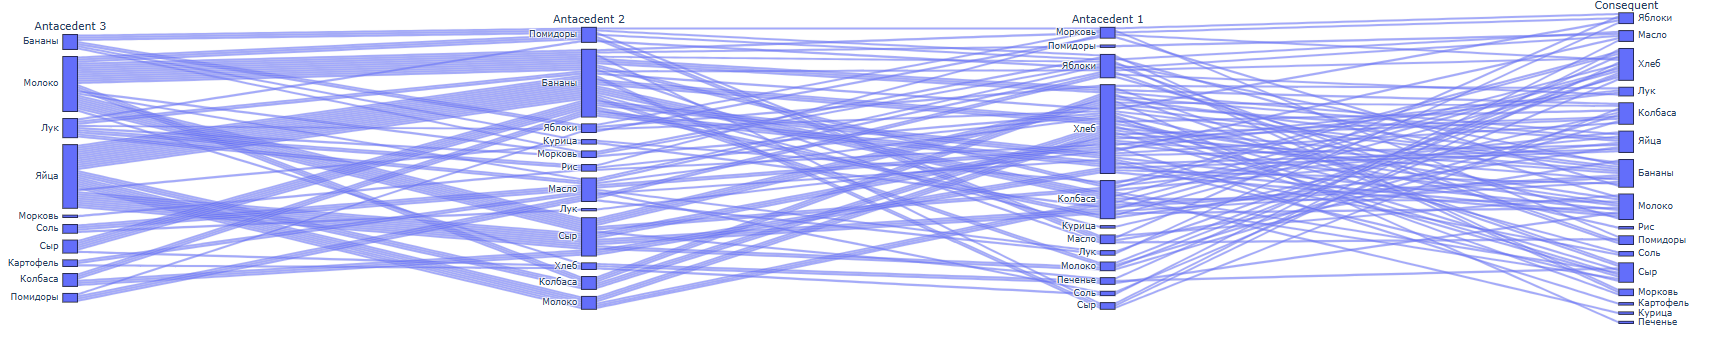 Antacedent 3
Бананы
Молоко
Лук
Яйца
Морковь
Соль
Сыр
Картофель
Колбаса
Помидоры
Antacedent 2
Помидоры
Бананы
Яблоки
Курица
Морковь
Рис
Масло
Лук
Сыр
Хлеб
Колбаса
Молоко
Antacedent 1
Морковь
Помидоры
Яблоки
Хлеб
Колбаса
Курица
Масло
Лук
Молоко
Печенье
Соль
Сыр
Consequent
Яблоки
Масло
Хлеб
Лук
Колбаса
Яйца
Бананы
Молоко
Рис
Помидоры
Соль
Сыр
Морковь
Картофель
Курица
Печенье